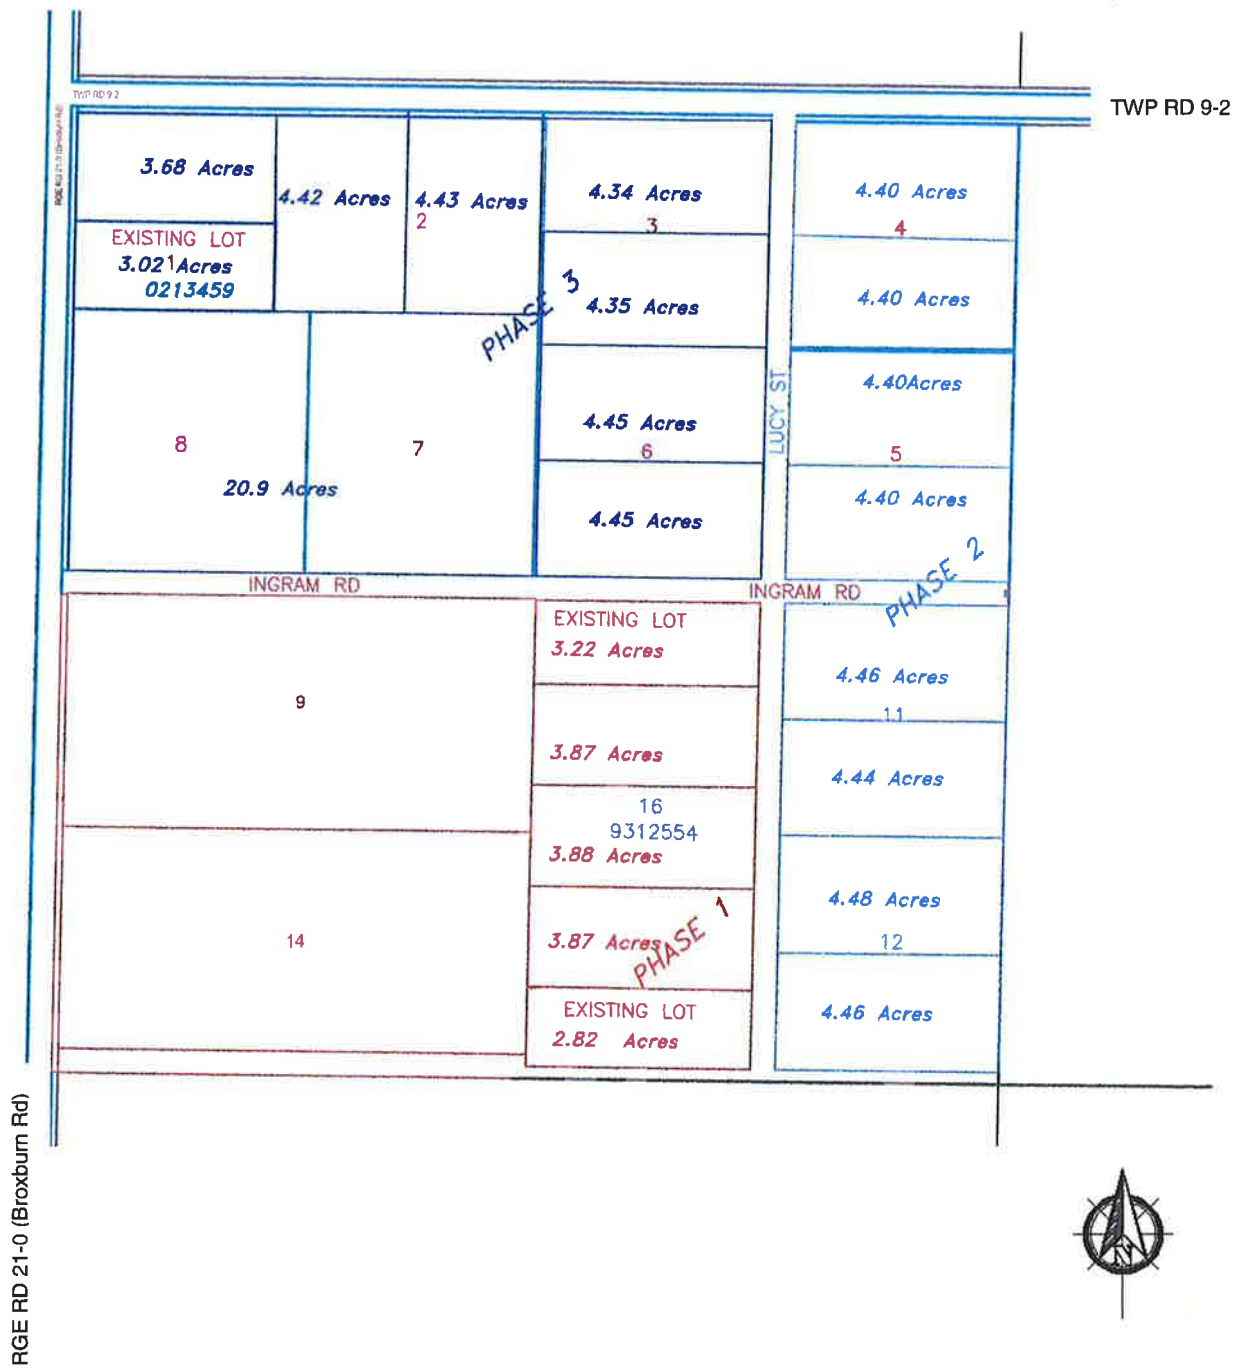 TWP RD 9-2
TWP RD 9-2
3.68 Acres
4.42 Acres
4.43 Acres
2
4.34 Acres
3
4.40 Acres
4
EXISTING LOT
3.02 Acres
1
0213459
PHASE 3
4.35 Acres
4.40 Acres
LUCY ST
4.40Acres
8
7
4.45 Acres
6
5
20.9 Acres
4.45 Acres
4.40 Acres
PHASE 2
INGRAM RD
INGRAM RD
EXISTING LOT
3.22 Acres
4.46 Acres
11
9
3.87 Acres
4.44 Acres
16
9312554
3.88 Acres
4.48 Acres
12
14
3.87 Acres
PHASE 1
EXISTING LOT
2.82 Acres
4.46 Acres
RGE RD 21-0 (Broxburn Rd)
N